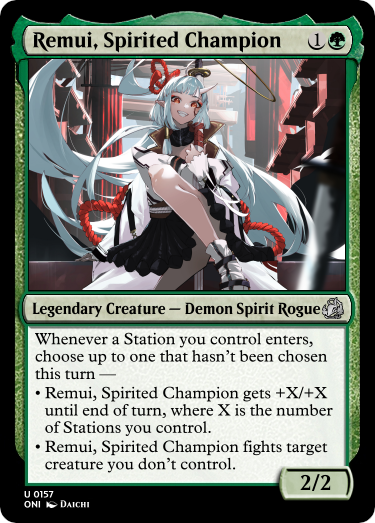 Remui, Spirited Champion 1
Legendary Creature — Demon Spirit Rogue
Whenever a Station you control enters,
choose up to one that hasn't been chosen
this turn —
• Remui, Spirited Champion gets +X/+X
until end of turn, where X is the number
of Stations you control.
• Remui, Spirited Champion fights target
creature you don't control.
2/2
U 0157
ONI DAICHI